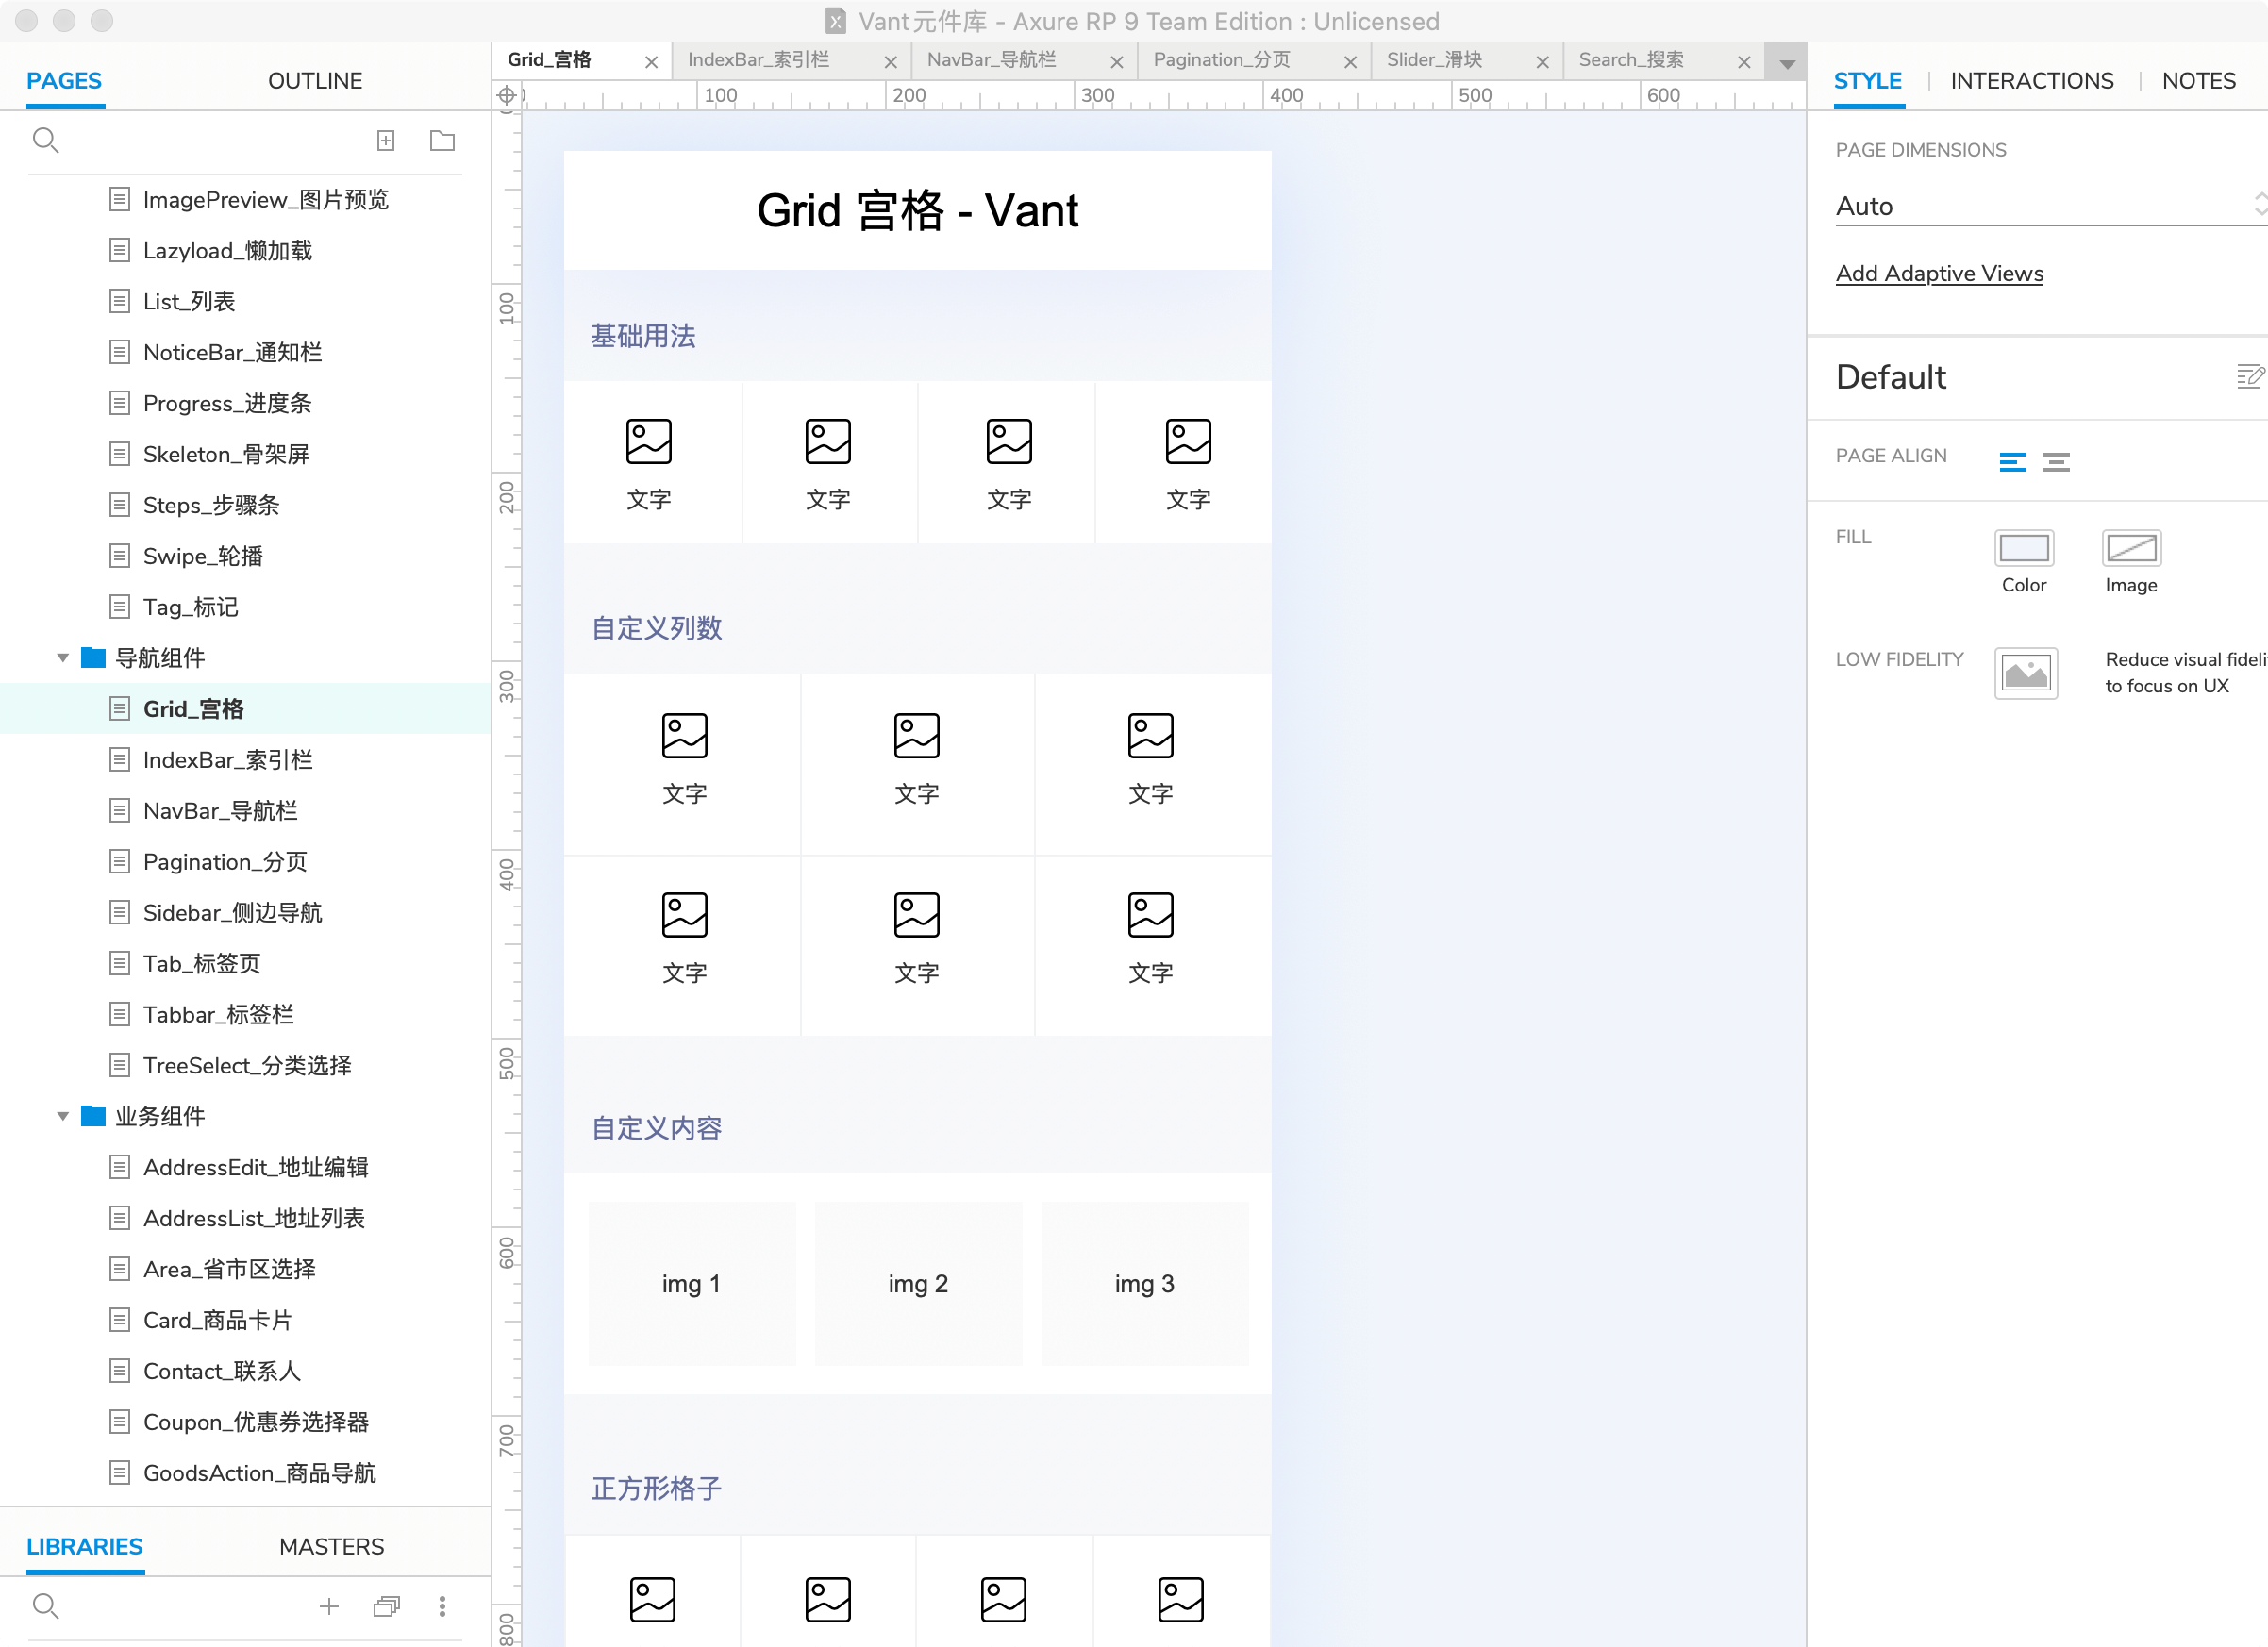 Vant元件库 - Axure RP 9 Team Edition : Unlicensed
PAGES
OUTLINE
ImagePreview_图片预览
Lazyload_懒加载
List_列表
NoticeBar_通知栏
Progress_进度条
Skeleton_骨架屏
Steps_步骤条
Swipe_轮播
Tag_标记
导航组件
Grid_宫格
IndexBar_索引栏
NavBar_导航栏
Pagination_分页
Sidebar_侧边导航
Tab_标签页
Tabbar_标签栏
TreeSelect_分类选择
业务组件
AddressEdit_地址编辑
AddressList_地址列表
Area_省市区选择
Card_商品卡片
Contact_联系人
Coupon_优惠券选择器
GoodsAction_商品导航
LIBRARIES
MASTERS
Grid_宫格
IndexBar_索引栏
NavBar_导航栏
Pagination_分页
Slider_滑块
Search_搜索
100
200
300
400
500
600
100
200
300
400
500
600
700
800
Grid 宫格 - Vant
基础用法
文字 文字 文字 文字
自定义列数
文字 文字 文字
文字 文字 文字
自定义内容
img 1 img 2 img 3
正方形格子
STYLE
INTERACTIONS
NOTES
PAGE DIMENSIONS
Auto
Add Adaptive Views
Default
PAGE ALIGN
FILL
Color
Image
LOW FIDELITY
Reduce visual fideli
to focus on UX